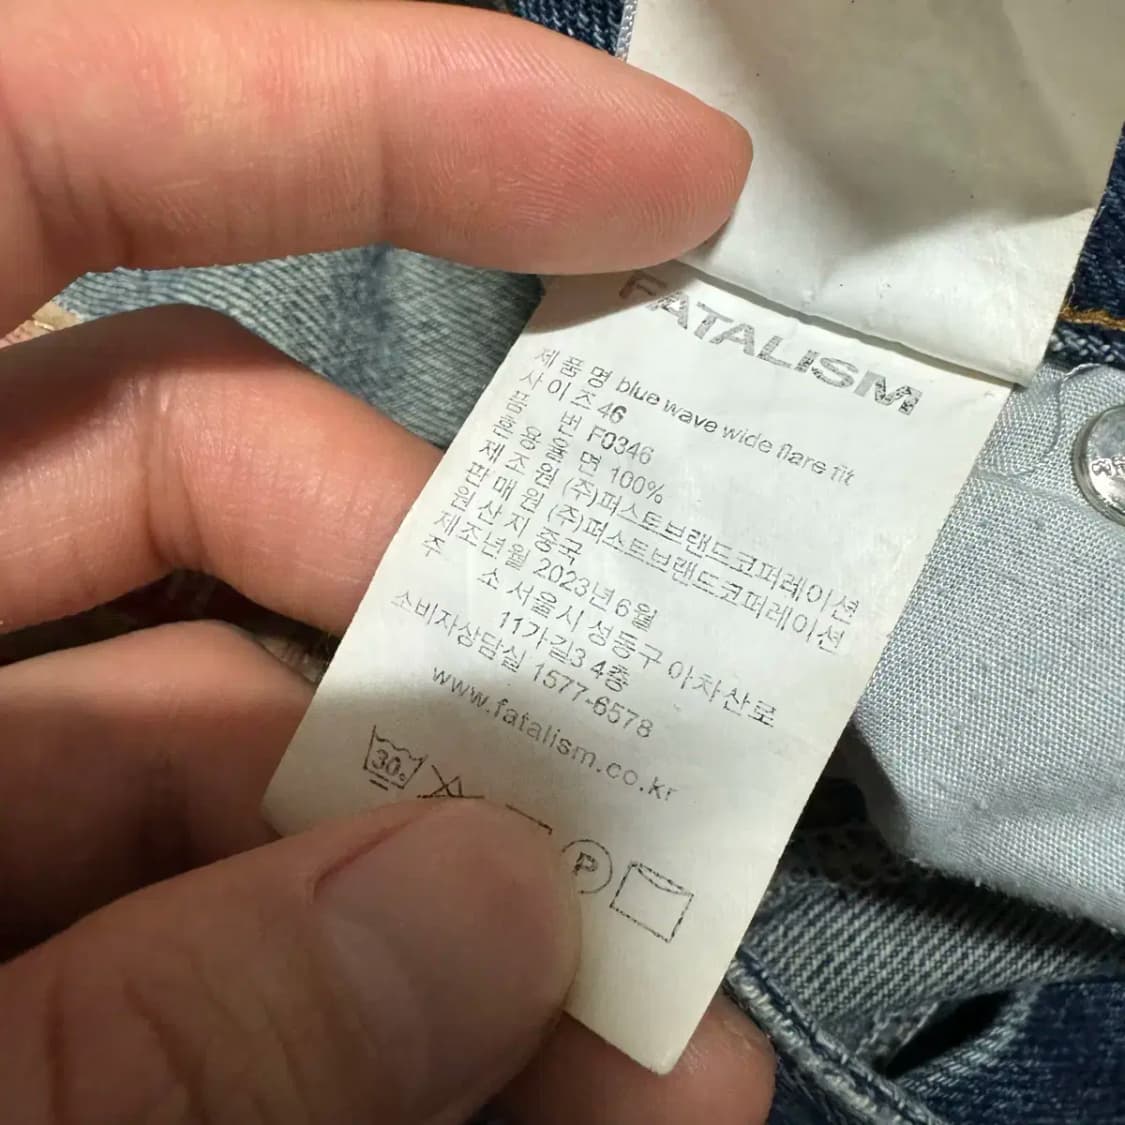 FATALISM
제 품 명 blue wave wide flare fit
사 이 즈 46
품 번 F0346
혼 용 율 면 100%
제 조 원 (주)퍼스트브랜드코퍼레이션
판 매 원 (주)퍼스트브랜드코퍼레이션
원 산 지 중국
제조년월 2023년6월
주 소 서울시 성동구 아차산로
11가길3 4층
소비자상담실 1577-6578
www.fatalism.co.kr
30.
P